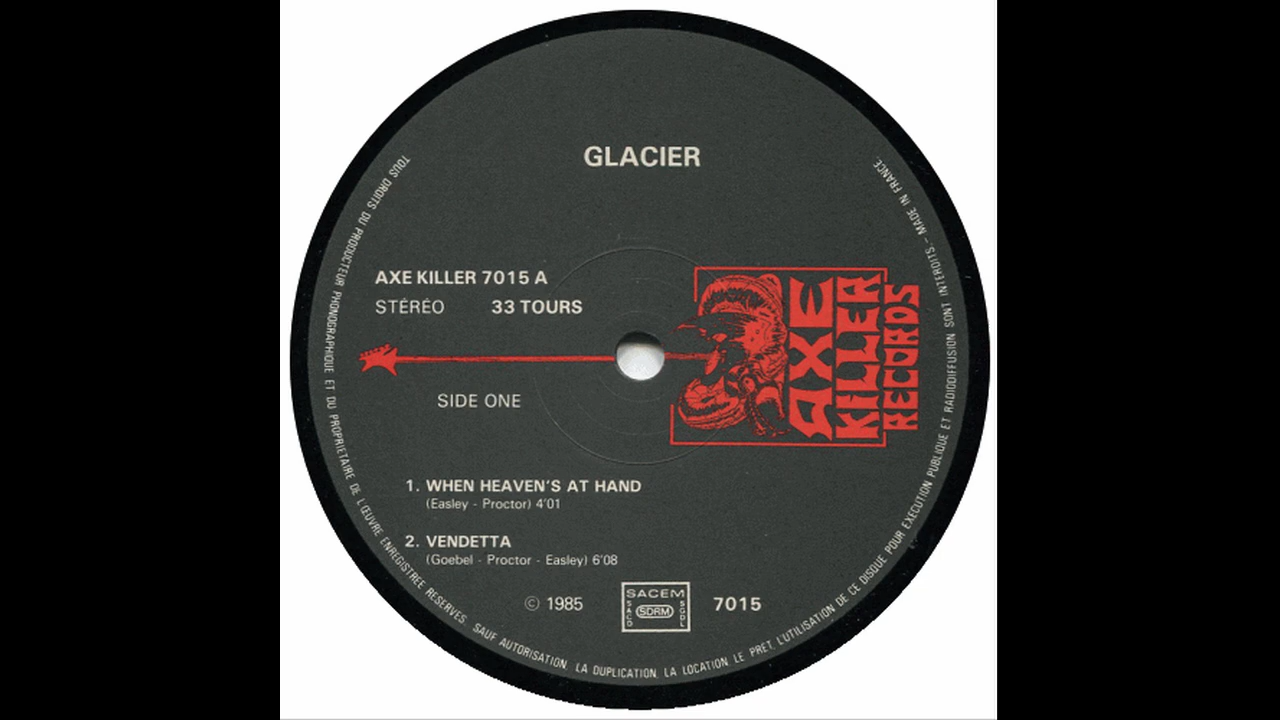 GLACIER
AXE KILLER 7015 A
STÉRÉO 33 TOURS
SIDE ONE
AXE
KILLER
RECORDS
1. WHEN HEAVEN'S AT HAND
(Easley - Proctor) 4'01
2. VENDETTA
(Goebel - Proctor - Easley) 6'08
© 1985
SACEM
SACD
SDRM
SGDL
7015
TOUS DROITS DU PRODUCTEUR PHONOGRAPHIQUE ET DU PROPRIETAIRE DE L'ŒUVRE ENREGISTREE RESERVES. SAUF AUTORISATION, LA DUPLICATION, LA LOCATION, LE PRET, L'UTILISATION DE CE DISQUE POUR EXECUTION PUBLIQUE ET RADIODIFFUSION SONT INTERDITS. - MADE IN FRANCE